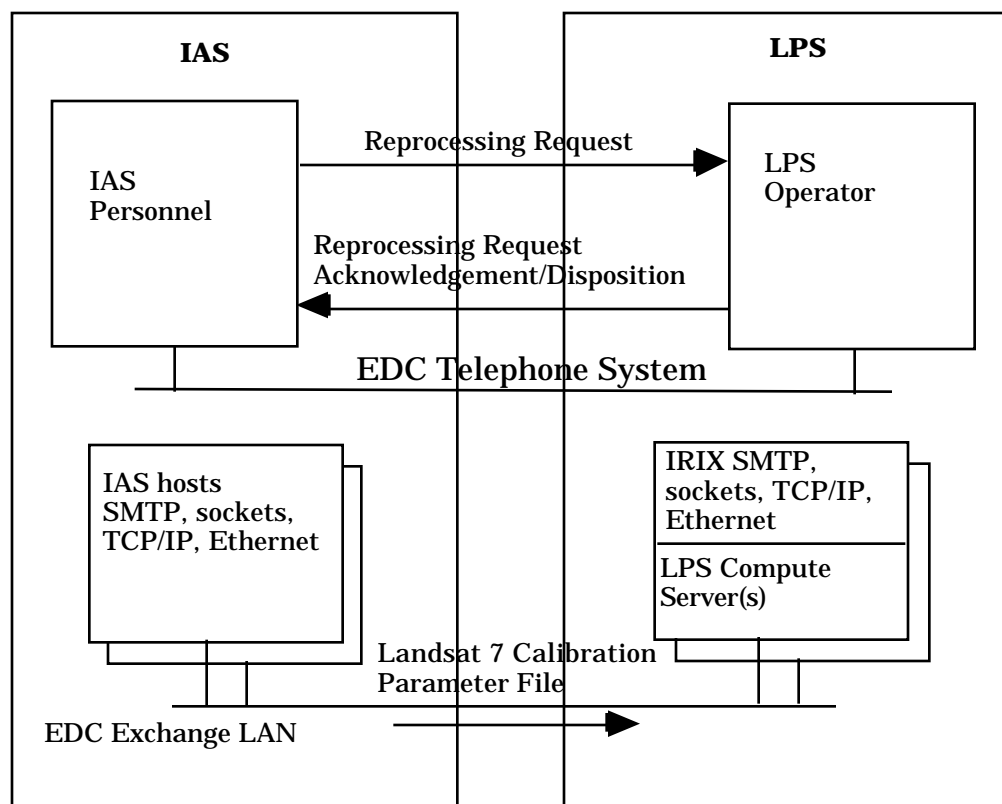 IAS
LPS
Reprocessing Request
IAS
Personnel
LPS
Operator
Reprocessing Request
Acknowledgement/Disposition
EDC Telephone System
IAS hosts
SMTP, sockets,
TCP/IP, Ethernet
IRIX SMTP,
sockets, TCP/IP,
Ethernet
LPS Compute
Server(s)
Landsat 7 Calibration
Parameter File
EDC Exchange LAN